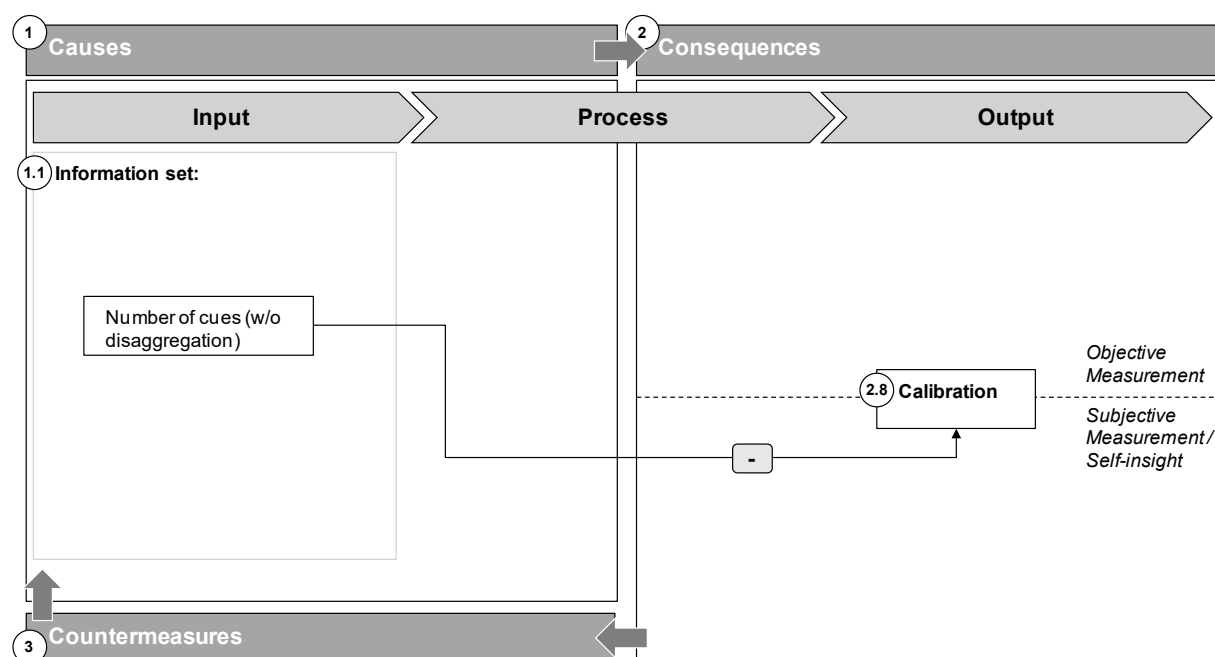 1
Causes
2
Consequences
Input
Process
Output
1.1
Information set:
Number of cues (w/o
disaggregation)
Objective
Measurement
2.8
Calibration
Subjective
Measurement /
Self-insight
-
3
Countermeasures